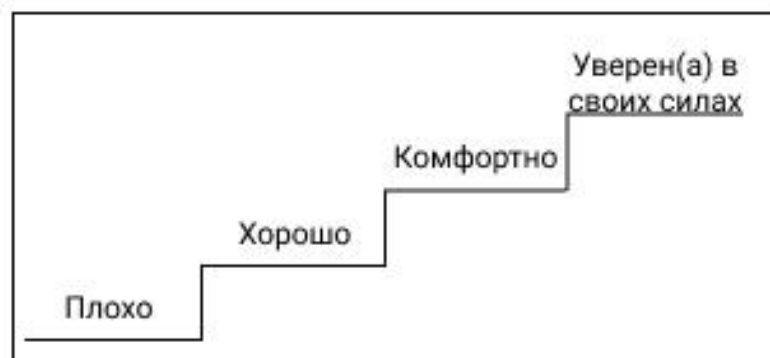 Уверен(а) в
своих силах
Комфортно
Хорошо
Плохо